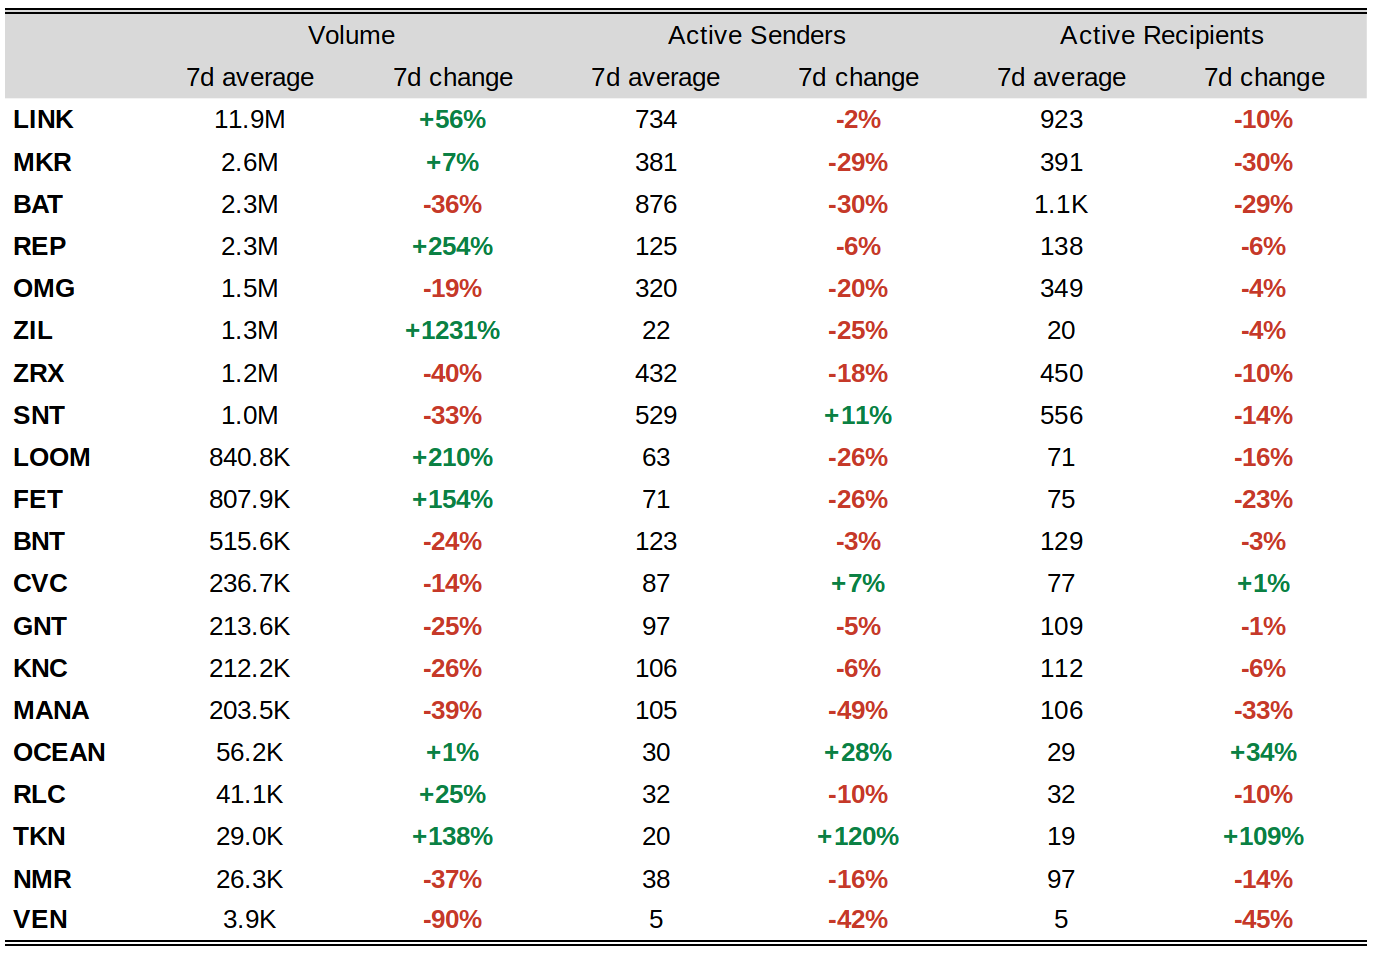 Volume Active Senders Active Recipients
7d average 7d change 7d average 7d change 7d average 7d change
LINK 11.9M +56% 734 -2% 923 -10%
MKR 2.6M +7% 381 -29% 391 -30%
BAT 2.3M -36% 876 -30% 1.1K -29%
REP 2.3M +254% 125 -6% 138 -6%
OMG 1.5M -19% 320 -20% 349 -4%
ZIL 1.3M +1231% 22 -25% 20 -4%
ZRX 1.2M -40% 432 -18% 450 -10%
SNT 1.0M -33% 529 +11% 556 -14%
LOOM 840.8K +210% 63 -26% 71 -16%
FET 807.9K +154% 71 -26% 75 -23%
BNT 515.6K -24% 123 -3% 129 -3%
CVC 236.7K -14% 87 +7% 77 +1%
GNT 213.6K -25% 97 -5% 109 -1%
KNC 212.2K -26% 106 -6% 112 -6%
MANA 203.5K -39% 105 -49% 106 -33%
OCEAN 56.2K +1% 30 +28% 29 +34%
RLC 41.1K +25% 32 -10% 32 -10%
TKN 29.0K +138% 20 +120% 19 +109%
NMR 26.3K -37% 38 -16% 97 -14%
VEN 3.9K -90% 5 -42% 5 -45%